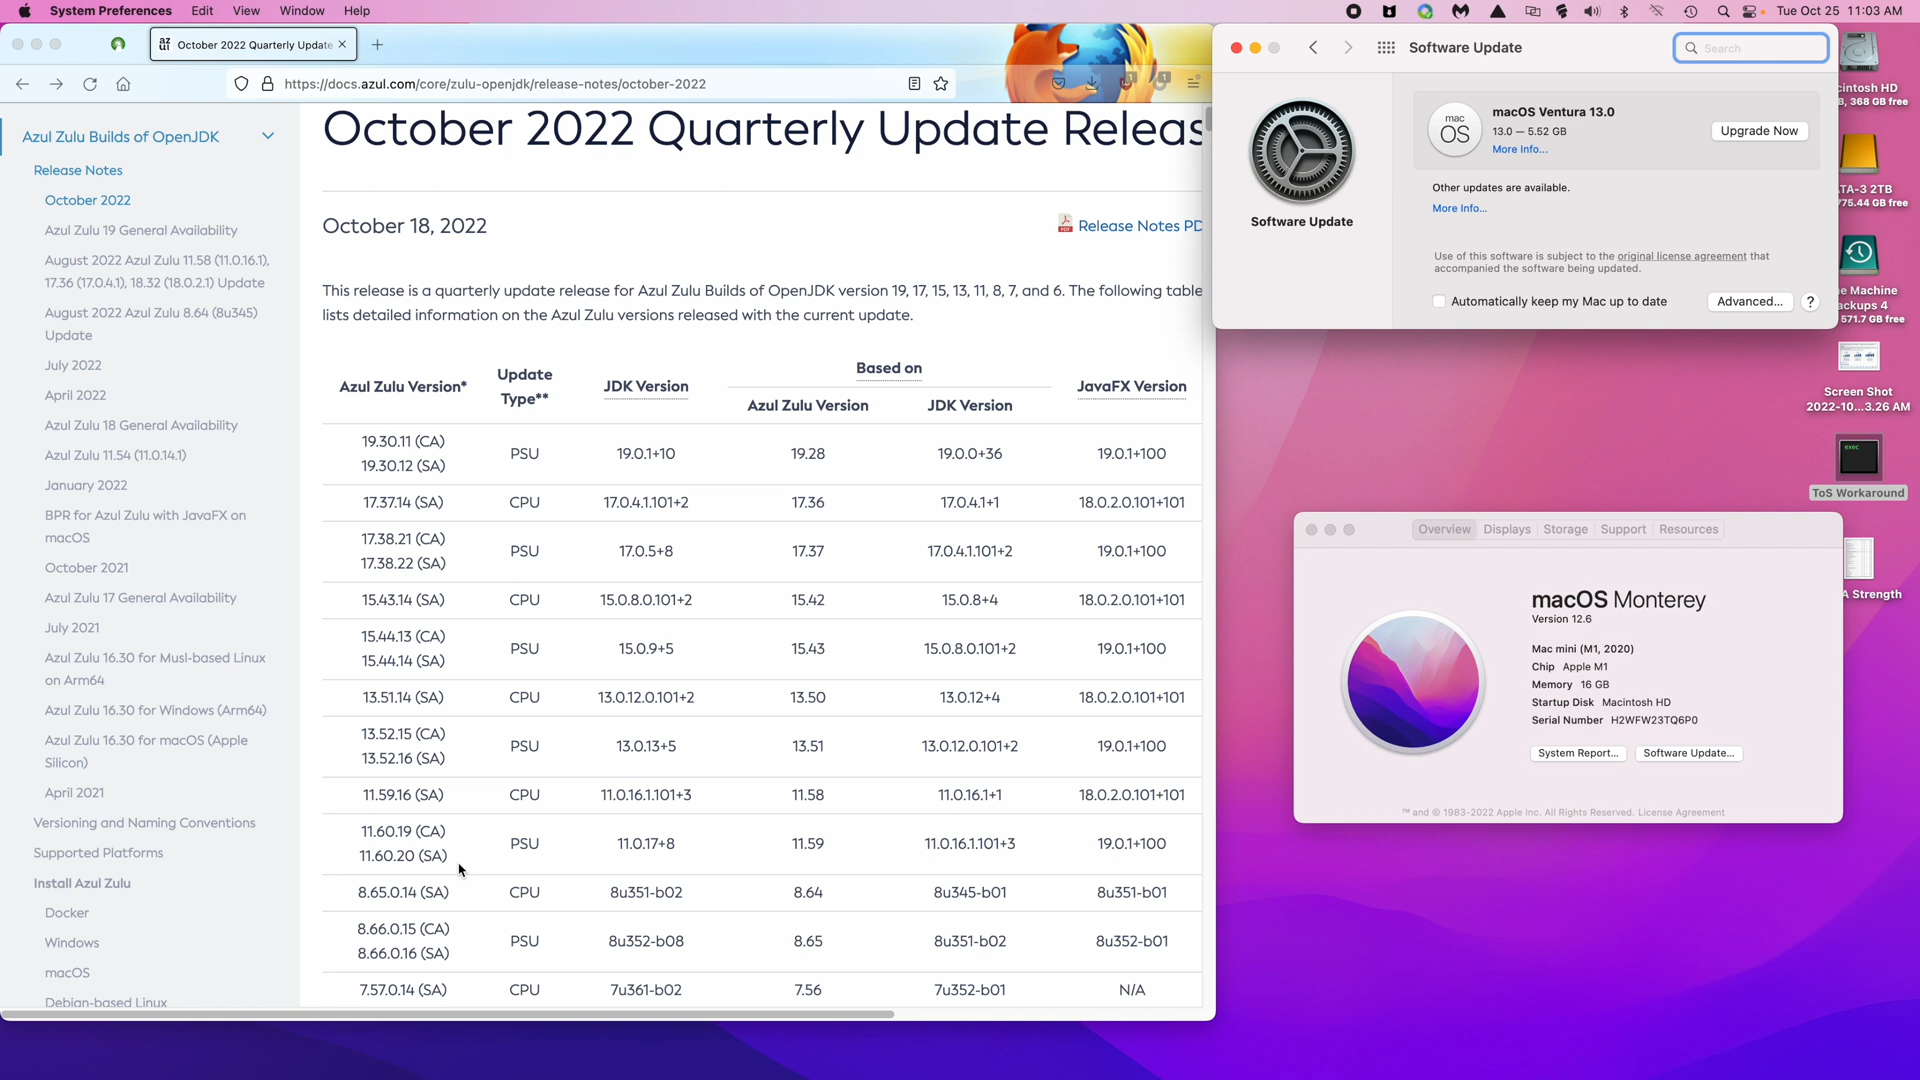 System Preferences Edit View Window Help
Tue Oct 25 11:03 AM
October 2022 Quarterly Update
https://docs.azul.com/core/zulu-openjdk/release-notes/october-2022
Azul Zulu Builds of OpenJDK
Release Notes
October 2022
Azul Zulu 19 General Availability
August 2022 Azul Zulu 11.58 (11.0.16.1),
17.36 (17.0.4.1), 18.32 (18.0.2.1) Update
August 2022 Azul Zulu 8.64 (8u345)
Update
July 2022
April 2022
Azul Zulu 18 General Availability
Azul Zulu 11.54 (11.0.14.1)
January 2022
BPR for Azul Zulu with JavaFX on
macOS
October 2021
Azul Zulu 17 General Availability
July 2021
Azul Zulu 16.30 for Musl-based Linux
on Arm64
Azul Zulu 16.30 for Windows (Arm64)
Azul Zulu 16.30 for macOS (Apple
Silicon)
April 2021
Versioning and Naming Conventions
Supported Platforms
Install Azul Zulu
Docker
Windows
macOS
Debian-based Linux
October 2022 Quarterly Update Releas
October 18, 2022
Release Notes PD
This release is a quarterly update release for Azul Zulu Builds of OpenJDK version 19, 17, 15, 13, 11, 8, 7, and 6. The following table
lists detailed information on the Azul Zulu versions released with the current update.
Azul Zulu Version* Update Type** JDK Version Based on JavaFX Version
Azul Zulu Version JDK Version
19.30.11 (CA)
19.30.12 (SA) PSU 19.0.1+10 19.28 19.0.0+36 19.0.1+100
17.37.14 (SA) CPU 17.0.4.1.101+2 17.36 17.0.4.1+1 18.0.2.0.101+101
17.38.21 (CA)
17.38.22 (SA) PSU 17.0.5+8 17.37 17.0.4.1.101+2 19.0.1+100
15.43.14 (SA) CPU 15.0.8.0.101+2 15.42 15.0.8+4 18.0.2.0.101+101
15.44.13 (CA)
15.44.14 (SA) PSU 15.0.9+5 15.43 15.0.8.0.101+2 19.0.1+100
13.51.14 (SA) CPU 13.0.12.0.101+2 13.50 13.0.12+4 18.0.2.0.101+101
13.52.15 (CA)
13.52.16 (SA) PSU 13.0.13+5 13.51 13.0.12.0.101+2 19.0.1+100
11.59.16 (SA) CPU 11.0.16.1.101+3 11.58 11.0.16.1+1 18.0.2.0.101+101
11.60.19 (CA)
11.60.20 (SA) PSU 11.0.17+8 11.59 11.0.16.1.101+3 19.0.1+100
8.65.0.14 (SA) CPU 8u351-b02 8.64 8u345-b01 8u351-b01
8.66.0.15 (CA)
8.66.0.16 (SA) PSU 8u352-b08 8.65 8u351-b02 8u352-b01
7.57.0.14 (SA) CPU 7u361-b02 7.56 7u352-b01 N/A
Software Update
Search
Software Update
mac
OS
macOS Ventura 13.0
13.0 — 5.52 GB
More Info...
Upgrade Now
Other updates are available.
More Info...
Use of this software is subject to the original license agreement that
accompanied the software being updated.
Automatically keep my Mac up to date
Advanced...
?
cintosh HD
B, 368 GB free
TA-3 2TB
775.44 GB free
e Machine
ackups 4
571.7 GB free
Screen Shot
2022-10...3.26 AM
exec
ToS Workaround
A Strength
Overview Displays Storage Support Resources
macOS Monterey
Version 12.6
Mac mini (M1, 2020)
Chip Apple M1
Memory 16 GB
Startup Disk Macintosh HD
Serial Number H2WFW23TQ6P0
System Report...
Software Update...
™ and © 1983-2022 Apple Inc. All Rights Reserved. License Agreement